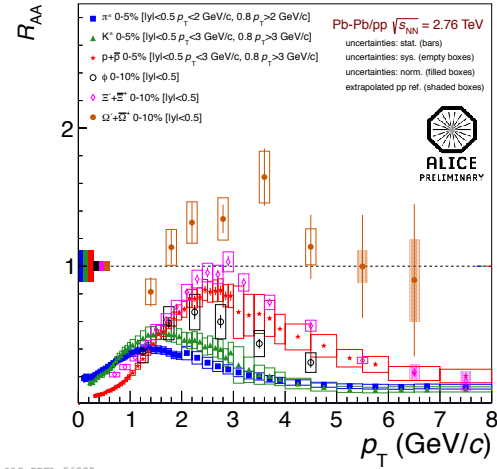 R_AA
π± 0-5% [|y|<0.5 p_T<2 GeV/c, 0.8 p_T>2 GeV/c]
K± 0-5% [|y|<0.5 p_T<3 GeV/c, 0.8 p_T>3 GeV/c]
p+p̅ 0-5% [|y|<0.5 p_T<3 GeV/c, 0.8 p_T>3 GeV/c]
ϕ 0-10% [|y|<0.5]
Ξ⁻+Ξ̅⁺ 0-10% [|y|<0.5]
Ω⁻+Ω̅⁺ 0-10% [|y|<0.5]
Pb-Pb/pp √s_NN = 2.76 TeV
uncertainties: stat. (bars)
uncertainties: sys. (empty boxes)
uncertainties: norm. (filled boxes)
extrapolated pp ref. (shaded boxes)
ALICE
PRELIMINARY
2
1
0 1 2 3 4 5 6 7 8
p_T (GeV/c)